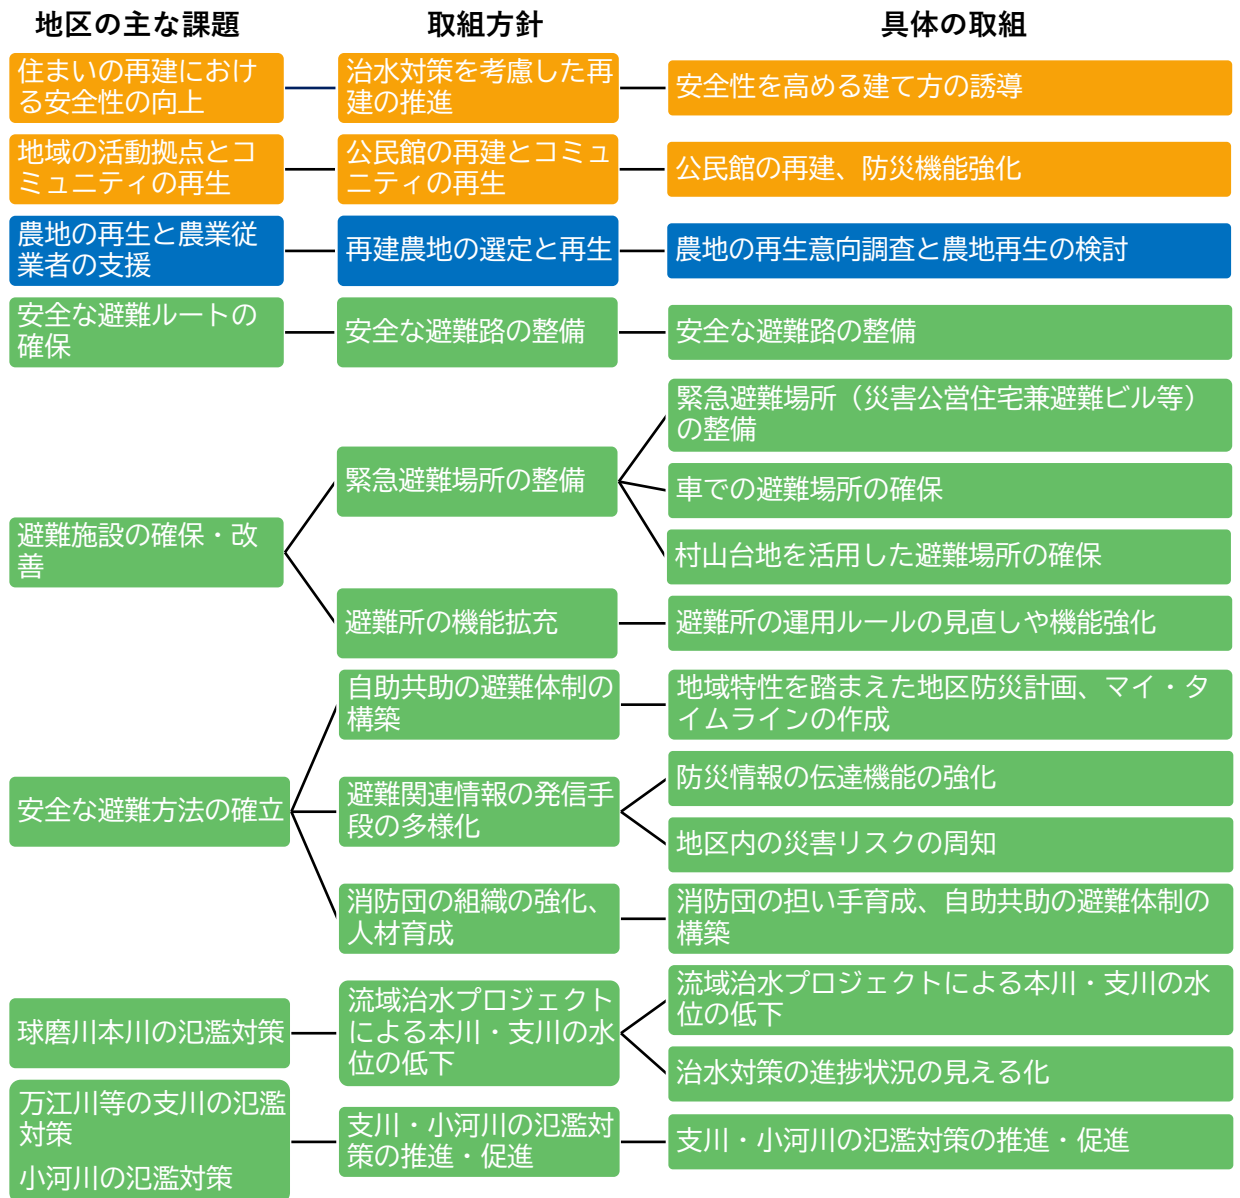 地区の主な課題
取組方針
具体の取組
住まいの再建におけ
る安全性の向上
治水対策を考慮した再
建の推進
安全性を高める建て方の誘導
地域の活動拠点とコ
ミュニティの再生
公民館の再建とコミュ
ニティの再生
公民館の再建、防災機能強化
農地の再生と農業従
業者の支援
再建農地の選定と再生
農地の再生意向調査と農地再生の検討
安全な避難ルートの
確保
安全な避難路の整備
安全な避難路の整備
避難施設の確保・改
善
緊急避難場所の整備
緊急避難場所（災害公営住宅兼避難ビル等）
の整備
車での避難場所の確保
村山台地を活用した避難場所の確保
避難所の機能拡充
避難所の運用ルールの見直しや機能強化
安全な避難方法の確立
自助共助の避難体制の
構築
地域特性を踏まえた地区防災計画、マイ・タ
イムラインの作成
避難関連情報の発信手
段の多様化
防災情報の伝達機能の強化
地区内の災害リスクの周知
消防団の組織の強化、
人材育成
消防団の担い手育成、自助共助の避難体制の
構築
球磨川本川の氾濫対策
流域治水プロジェクト
による本川・支川の水
位の低下
流域治水プロジェクトによる本川・支川の水
位の低下
治水対策の進捗状況の見える化
万江川等の支川の氾濫
対策
小河川の氾濫対策
支川・小河川の氾濫対
策の推進・促進
支川・小河川の氾濫対策の推進・促進